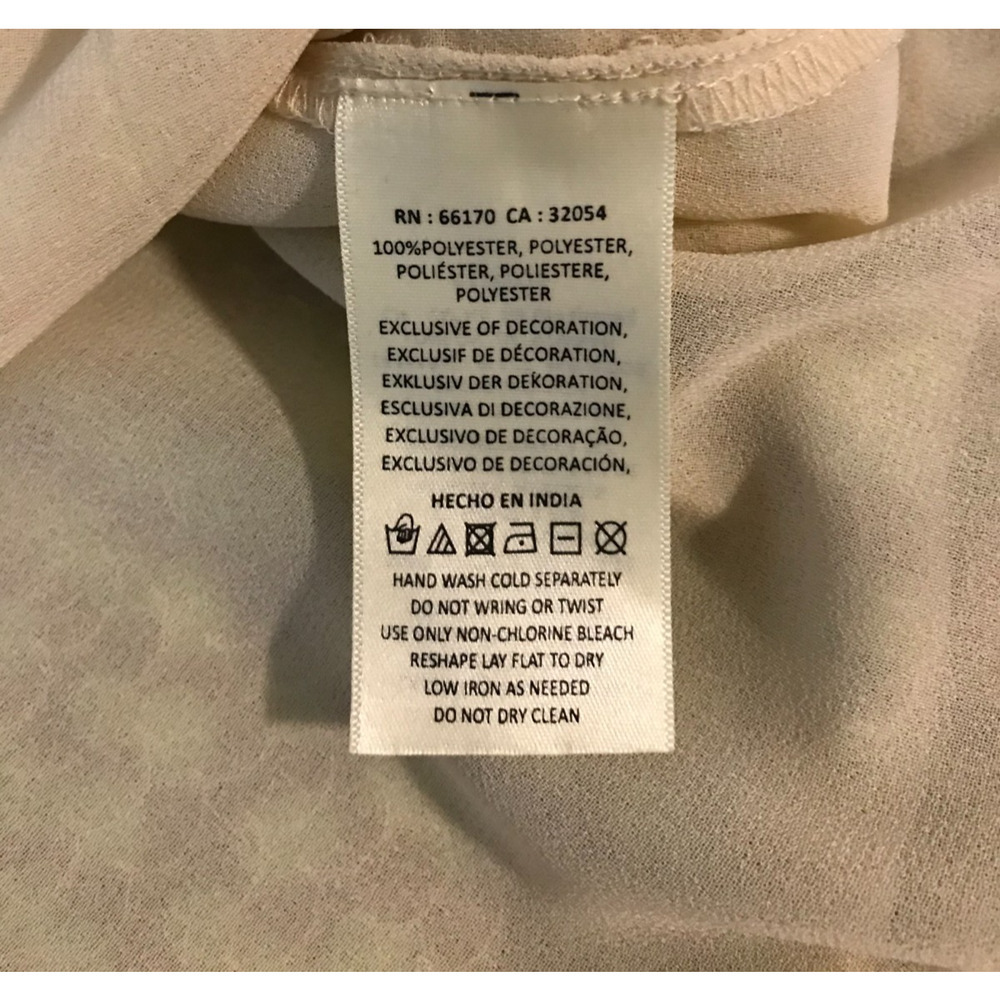 RN : 66170 CA : 32054
100%POLYESTER, POLYESTER,
POLIÉSTER, POLIESTERE,
POLYESTER
EXCLUSIVE OF DECORATION,
EXCLUSIF DE DÉCORATION,
EXKLUSIV DER DEḰORATION,
ESCLUSIVA DI DECORAZIONE,
EXCLUSIVO DE DECORAÇÃO,
EXCLUSIVO DE DECORACIÓN,
HECHO EN INDIA
HAND WASH COLD SEPARATELY
DO NOT WRING OR TWIST
USE ONLY NON-CHLORINE BLEACH
RESHAPE LAY FLAT TO DRY
LOW IRON AS NEEDED
DO NOT DRY CLEAN